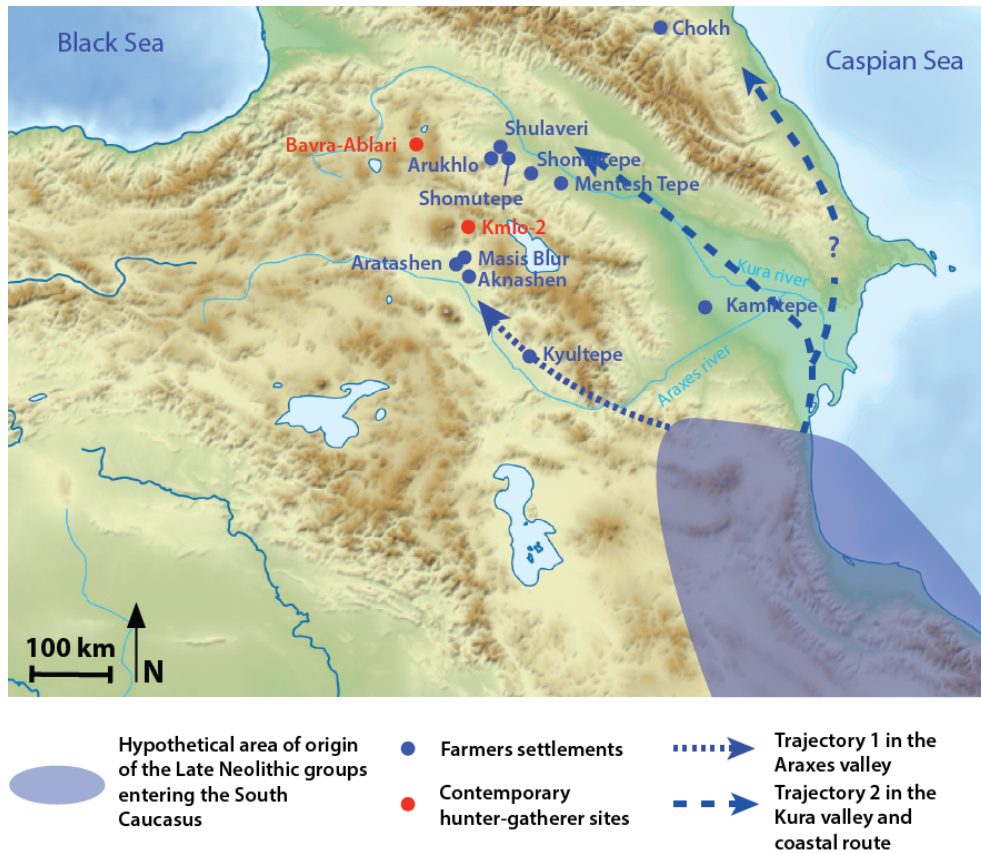 Black Sea
Chokh
Caspian Sea
Shulaveri
Bavra-Ablari
Arukhlo
Shomutepe
Mentesh Tepe
Shomutepe
Kmlo-2
?
Masis Blur
Aratashen
Aknashen
Kura river
Kamiltepe
Kyultepe
Araxes river
100 km
N
Hypothetical area of origin
of the Late Neolithic groups
entering the South
Caucasus
Farmers settlements
Contemporary
hunter-gatherer sites
Trajectory 1 in the
Araxes valley
Trajectory 2 in the
Kura valley and
coastal route